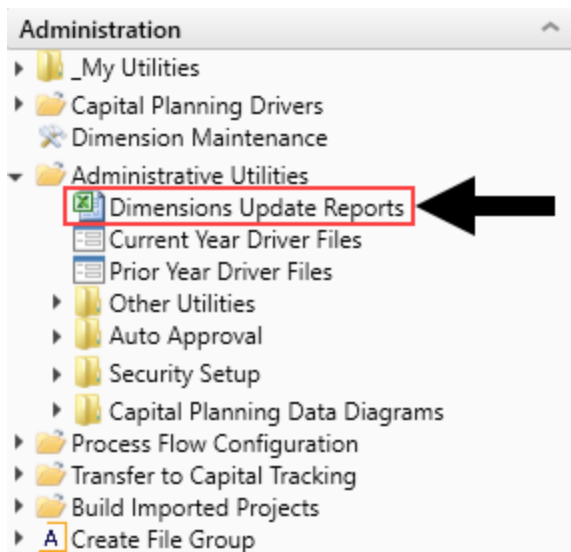 Administration
_My Utilities
Capital Planning Drivers
Dimension Maintenance
Administrative Utilities
Dimensions Update Reports
Current Year Driver Files
Prior Year Driver Files
Other Utilities
Auto Approval
Security Setup
Capital Planning Data Diagrams
Process Flow Configuration
Transfer to Capital Tracking
Build Imported Projects
A Create File Group